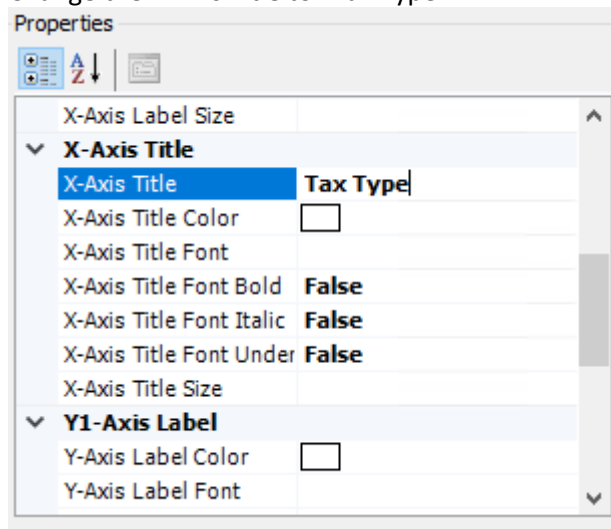 Properties
X-Axis Label Size
X-Axis Title
X-Axis Title Tax Type
X-Axis Title Color
X-Axis Title Font
X-Axis Title Font Bold False
X-Axis Title Font Italic False
X-Axis Title Font Under False
X-Axis Title Size
Y1-Axis Label
Y-Axis Label Color
Y-Axis Label Font